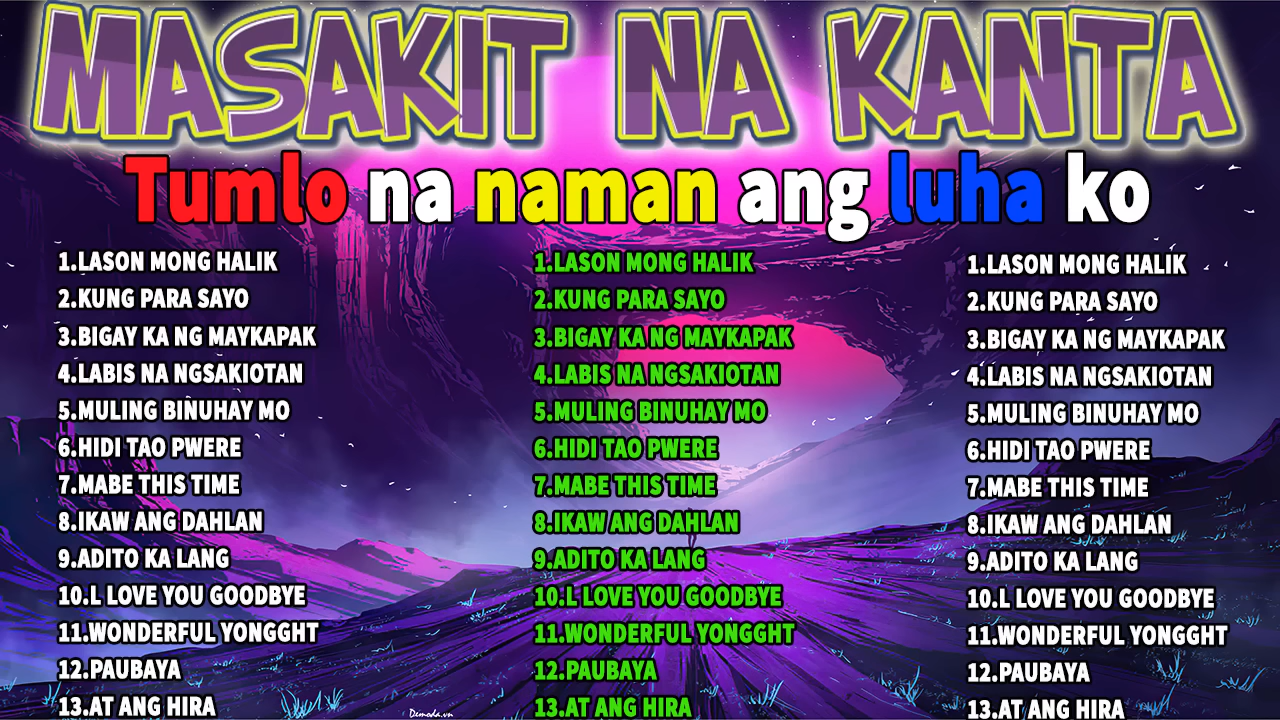 MASAKIT NA KANTA
Tumlo na naman ang luha ko
1.LASON MONG HALIK
2.KUNG PARA SAYO
3.BIGAY KA NG MAYKAPAK
4.LABIS NA NGSAKIOTAN
5.MULING BINUHAY MO
6.HIDI TAO PWERE
7.MABE THIS TIME
8.IKAW ANG DAHLAN
9.ADITO KA LANG
10.L LOVE YOU GOODBYE
11.WONDERFUL YONGGHT
12.PAUBAYA
13.AT ANG HIRA
1.LASON MONG HALIK
2.KUNG PARA SAYO
3.BIGAY KA NG MAYKAPAK
4.LABIS NA NGSAKIOTAN
5.MULING BINUHAY MO
6.HIDI TAO PWERE
7.MABE THIS TIME
8.IKAW ANG DAHLAN
9.ADITO KA LANG
10.L LOVE YOU GOODBYE
11.WONDERFUL YONGGHT
12.PAUBAYA
13.AT ANG HIRA
1.LASON MONG HALIK
2.KUNG PARA SAYO
3.BIGAY KA NG MAYKAPAK
4.LABIS NA NGSAKIOTAN
5.MULING BINUHAY MO
6.HIDI TAO PWERE
7.MABE THIS TIME
8.IKAW ANG DAHLAN
9.ADITO KA LANG
10.L LOVE YOU GOODBYE
11.WONDERFUL YONGGHT
12.PAUBAYA
13.AT ANG HIRA
Demoda.vn